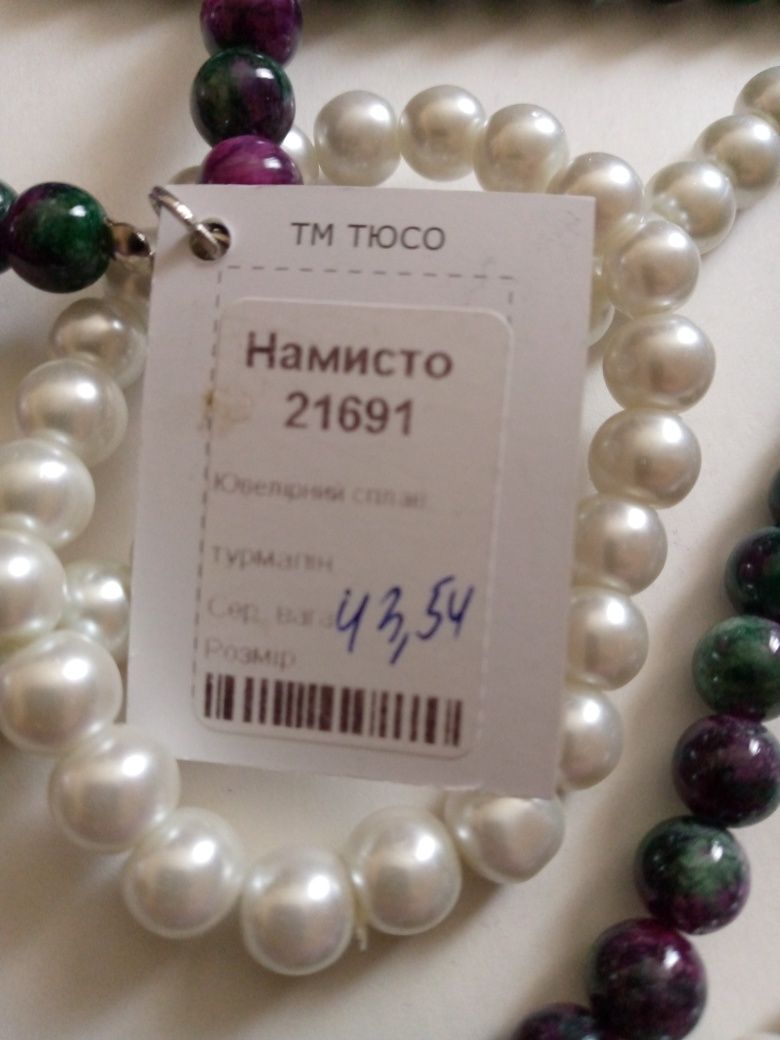 ТМ ТЮСО
Намисто
21691
Ювелірний сплав
турмалін
Сер. вага 43,54
Розмір